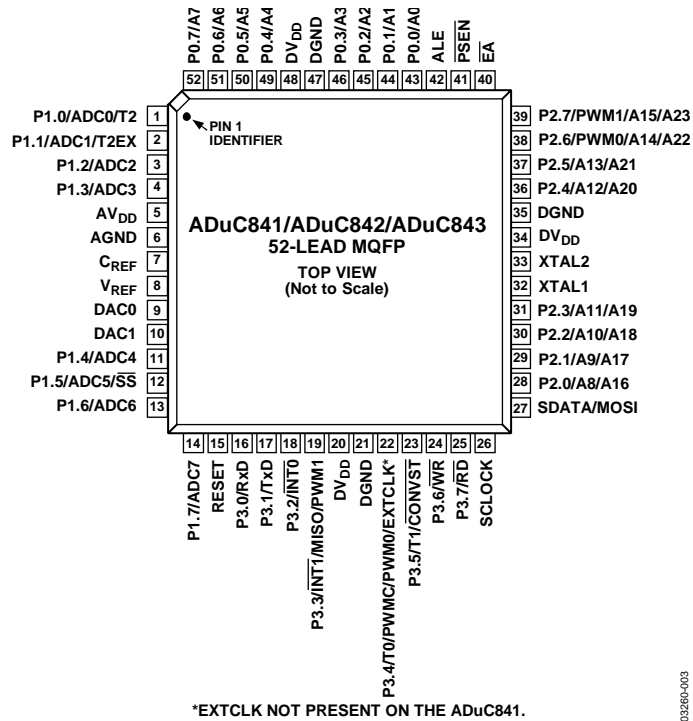 P0.7/A7
P0.6/A6
P0.5/A5
P0.4/A4
DVDD
DGND
P0.3/A3
P0.2/A2
P0.1/A1
P0.0/A0
ALE
PSEN
EA
52 51 50 49 48 47 46 45 44 43 42 41 40
P1.0/ADC0/T2 1
P1.1/ADC1/T2EX 2
P1.2/ADC2 3
P1.3/ADC3 4
AVDD 5
AGND 6
CREF 7
VREF 8
DAC0 9
DAC1 10
P1.4/ADC4 11
P1.5/ADC5/SS 12
P1.6/ADC6 13
PIN 1
IDENTIFIER
ADuC841/ADuC842/ADuC843
52-LEAD MQFP
TOP VIEW
(Not to Scale)
39 P2.7/PWM1/A15/A23
38 P2.6/PWM0/A14/A22
37 P2.5/A13/A21
36 P2.4/A12/A20
35 DGND
34 DVDD
33 XTAL2
32 XTAL1
31 P2.3/A11/A19
30 P2.2/A10/A18
29 P2.1/A9/A17
28 P2.0/A8/A16
27 SDATA/MOSI
14 15 16 17 18 19 20 21 22 23 24 25 26
P1.7/ADC7
RESET
P3.0/RxD
P3.1/TxD
P3.2/INT0
P3.3/INT1/MISO/PWM1
DVDD
DGND
P3.4/T0/PWMC/PWM0/EXTCLK*
P3.5/T1/CONVST
P3.6/WR
P3.7/RD
SCLOCK
*EXTCLK NOT PRESENT ON THE ADuC841.
03260-003